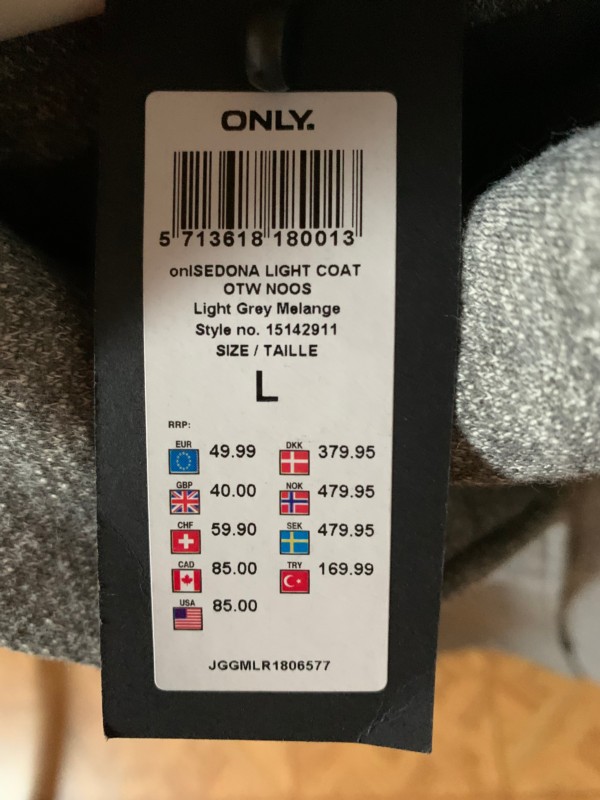 ONLY.
5 713618 180013
onlSEDONA LIGHT COAT
OTW NOOS
Light Grey Melange
Style no. 15142911
SIZE / TAILLE
L
RRP:
EUR 49.99 DKK 379.95
GBP 40.00 NOK 479.95
CHF 59.90 SEK 479.95
CAD 85.00 TRY 169.99
USA 85.00
JGGMLR1806577